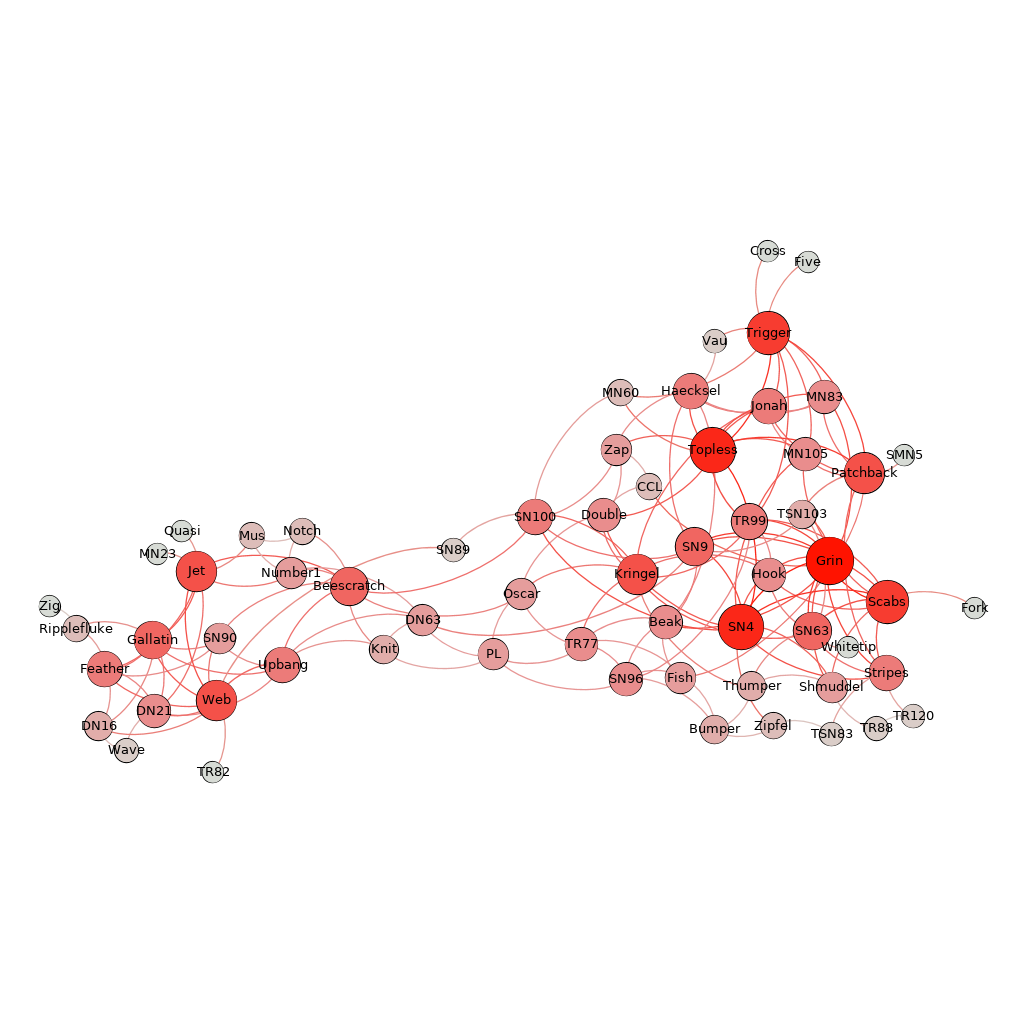 Cross
Five
Trigger
Vau
Haecksel
MN60
MN83
Jonah
Zap
Topless
MN105
SMN5
Patchback
CCL
Double
SN100
TR99
TSN103
Quasi
Mus
Notch
MN23
SN89
SN9
Grin
Jet
Number1
Beescratch
Kringel
Hook
Oscar
Scabs
Zig
Fork
Ripplefluke
DN63
Beak
SN4
SN63
Gallatin
SN90
Knit
PL
TR77
Whitetip
Feather
Upbang
SN96
Fish
Thumper
Shmuddel
Stripes
Web
DN21
DN16
Bumper
Zipfel
TSN83
TR88
TR120
Wave
TR82